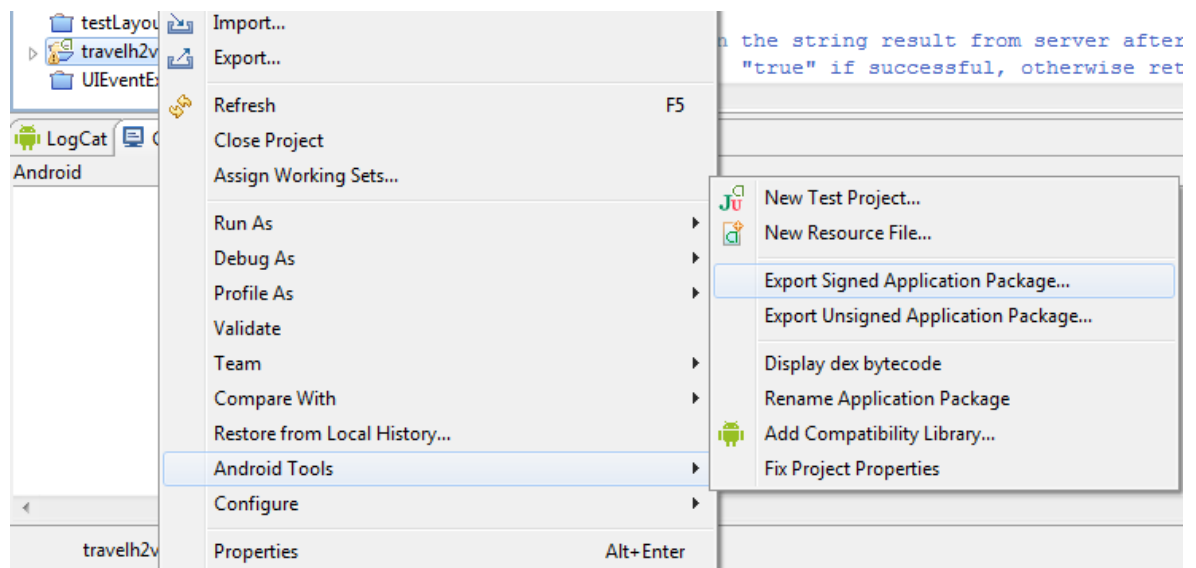 testLayou
travelh2v
UIEventEx
LogCat
Android
travelh2v
Import...
Export...
Refresh F5
Close Project
Assign Working Sets...
Run As
Debug As
Profile As
Validate
Team
Compare With
Restore from Local History...
Android Tools
Configure
Properties Alt+Enter
n the string result from server after
"true" if successful, otherwise ret
New Test Project...
New Resource File...
Export Signed Application Package...
Export Unsigned Application Package...
Display dex bytecode
Rename Application Package
Add Compatibility Library...
Fix Project Properties